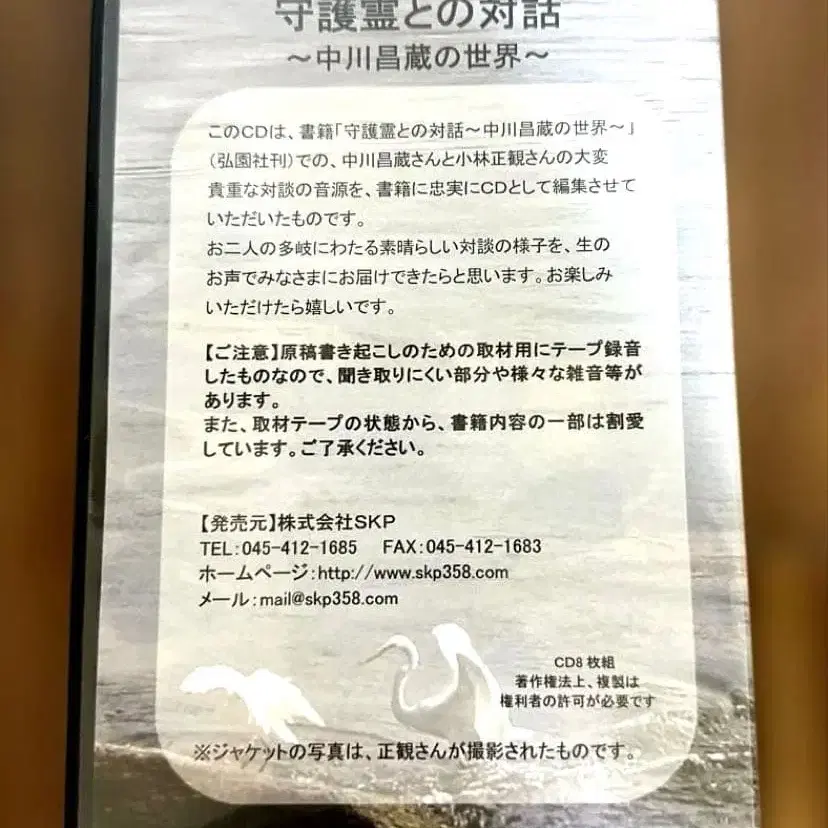 守護霊との対話
～中川昌蔵の世界～
このCDは、書籍「守護霊との対話～中川昌蔵の世界～」
（弘園社刊）での、中川昌蔵さんと小林正観さんの大変
貴重な対談の音源を、書籍に忠実にCDとして編集させて
いただいたものです。
お二人の多岐にわたる素晴らしい対談の様子を、生の
お声でみなさまにお届けできたらと思います。お楽しみ
いただけたら嬉しいです。
【ご注意】原稿書き起こしのための取材用にテープ録音
したものなので、聞き取りにくい部分や様々な雑音等が
あります。
また、取材テープの状態から、書籍内容の一部は割愛
しています。ご了承ください。
【発売元】株式会社SKP
TEL：045-412-1685 FAX：045-412-1683
ホームページ：http://www.skp358.com
メール：mail@skp358.com
CD8枚組
著作権法上、複製は
権利者の許可が必要です
※ジャケットの写真は、正観さんが撮影されたものです。